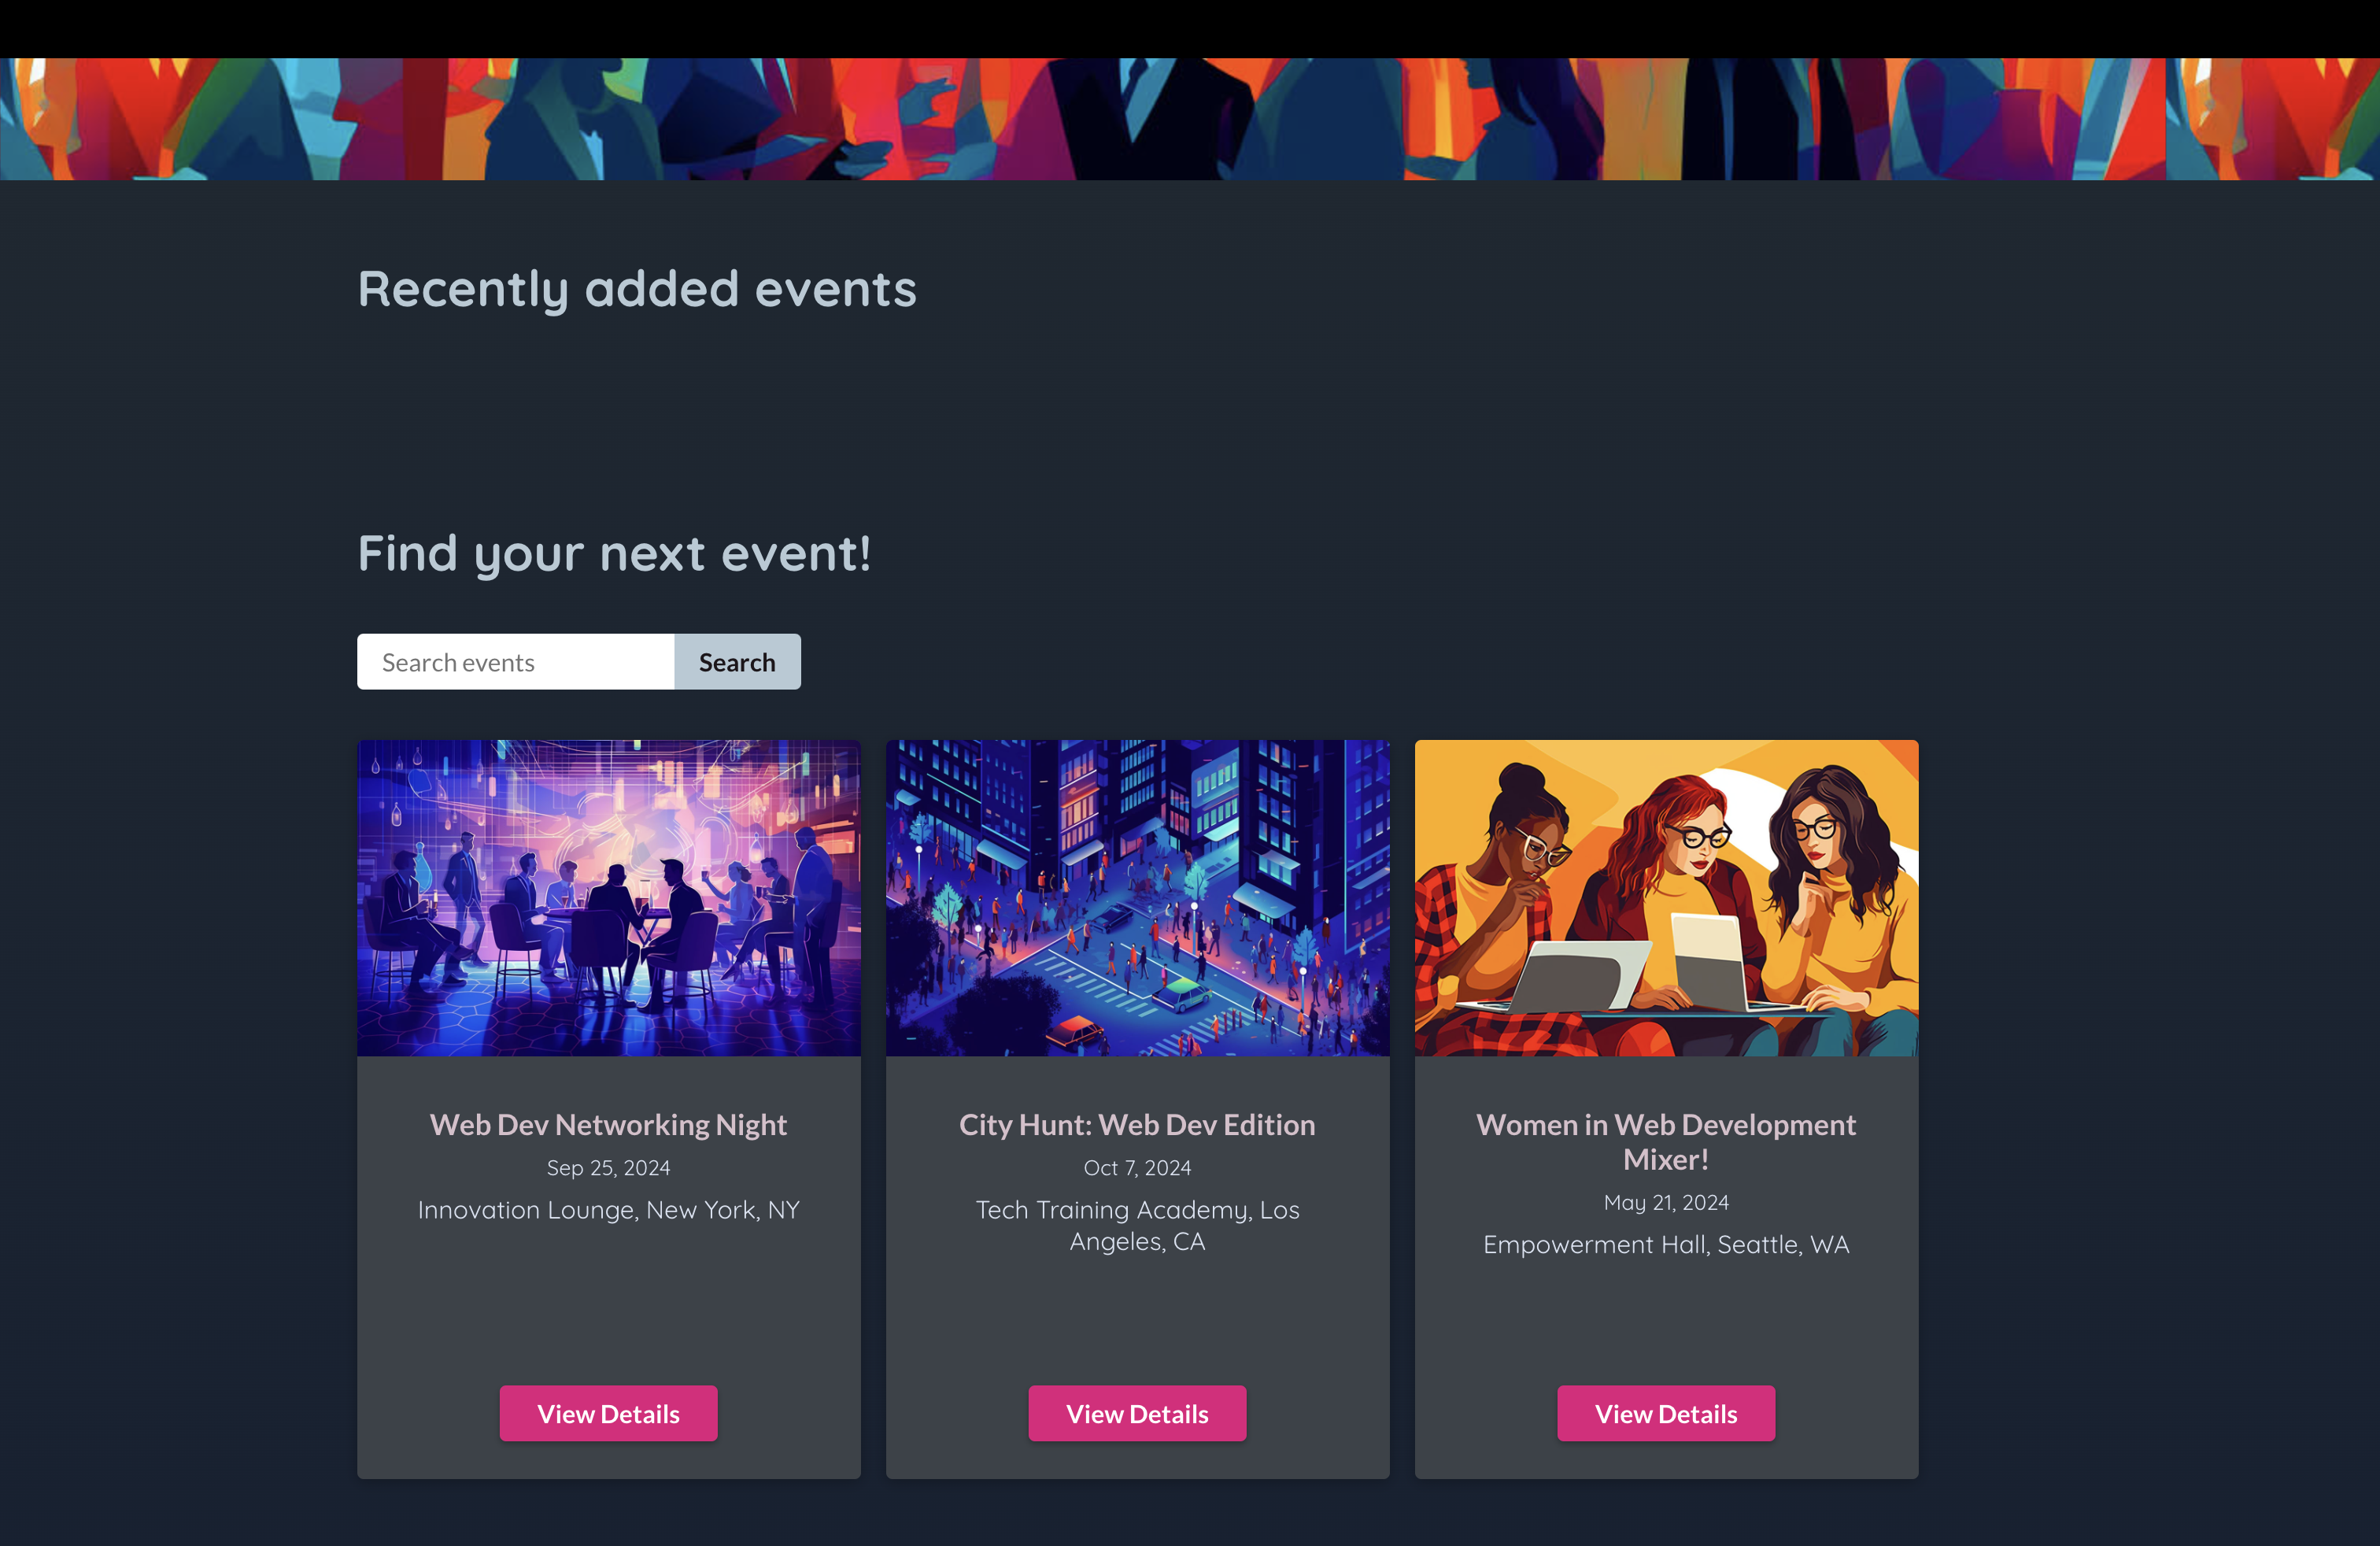 Recently added events
Find your next event!
Search events
Search
Web Dev Networking Night
Sep 25, 2024
Innovation Lounge, New York, NY
View Details
City Hunt: Web Dev Edition
Oct 7, 2024
Tech Training Academy, Los
Angeles, CA
View Details
Women in Web Development
Mixer!
May 21, 2024
Empowerment Hall, Seattle, WA
View Details